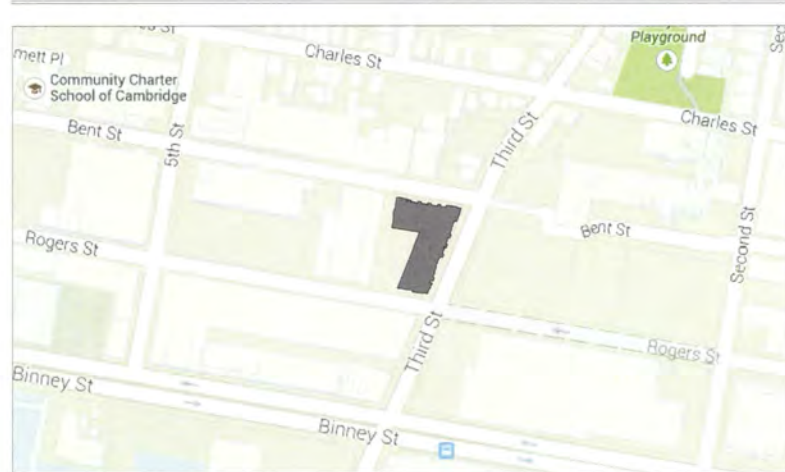 Playground
Charles St
mett Pl
Community Charter
School of Cambridge
Bent St
5th St
Third St
Charles St
Rogers St
Bent St
Second St
Third St
Rogers St
Binney St
Binney St